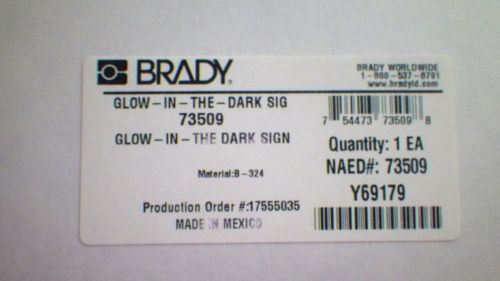 BRADY.
BRADY WORLDWIDE
1-800-537-8791
www.bradyid.com
GLOW-IN-THE-DARK SIG
73509
GLOW-IN-THE DARK SIGN
7 54473 73509 8
Quantity: 1 EA
NAED#: 73509
Material:B-324
Y69179
Production Order #:17555035
MADE IN MEXICO